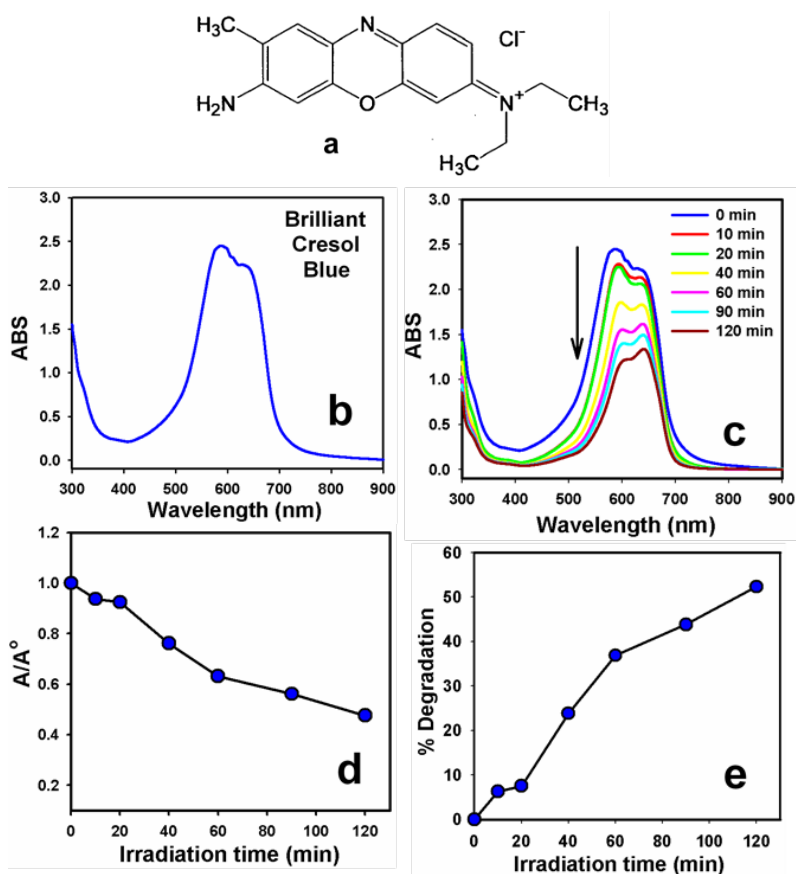 H₃C
N
Cl⁻
H₂N
O
N⁺
CH₃
H₃C
a
3.0
2.5
2.0
1.5
1.0
0.5
0.0
ABS
Brilliant
Cresol
Blue
b
300 400 500 600 700 800 900
Wavelength (nm)
3.0
2.5
2.0
1.5
1.0
0.5
0.0
ABS
0 min
10 min
20 min
40 min
60 min
90 min
120 min
c
300 400 500 600 700 800 900
Wavelength (nm)
1.2
1.0
0.8
0.6
0.4
0.2
A/A°
d
0 20 40 60 80 100 120
Irradiation time (min)
60
50
40
30
20
10
0
% Degradation
e
0 20 40 60 80 100 120
Irradiation time (min)